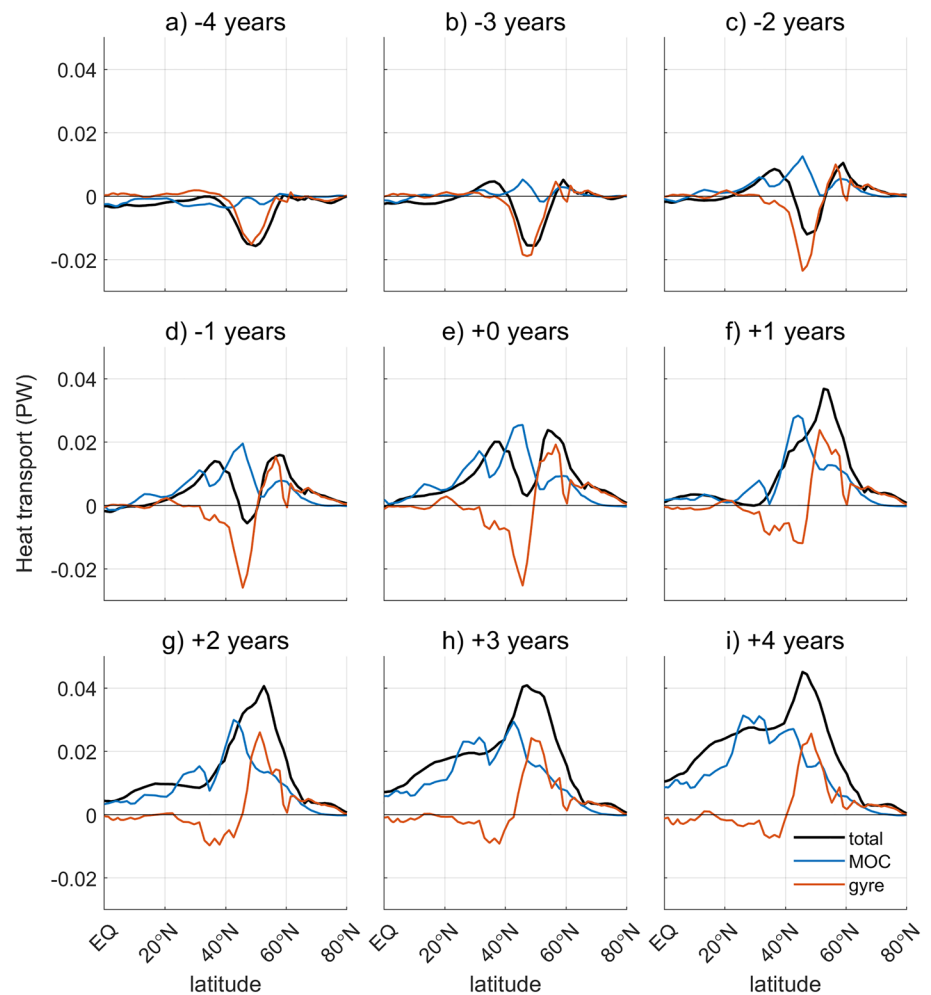 a) -4 years
b) -3 years
c) -2 years
0.04
0.02
0
-0.02
d) -1 years
e) +0 years
f) +1 years
Heat transport (PW)
0.04
0.02
0
-0.02
g) +2 years
h) +3 years
i) +4 years
0.04
0.02
0
-0.02
total
MOC
gyre
EQ 20°N 40°N 60°N 80°N
EQ 20°N 40°N 60°N 80°N
EQ 20°N 40°N 60°N 80°N
latitude
latitude
latitude